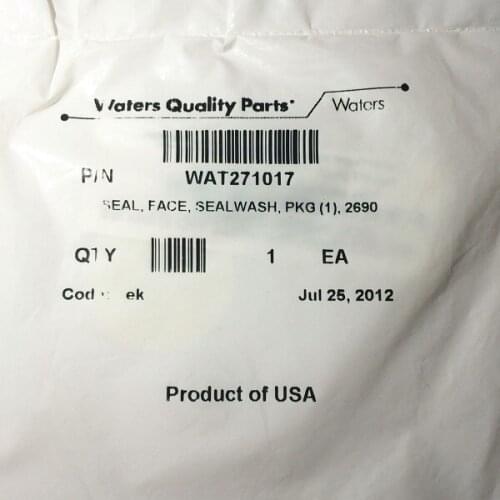 Waters Quality Parts® Waters
P/N WAT271017
SEAL, FACE, SEALWASH, PKG (1), 2690
QTY 1 EA
Jul 25, 2012
Product of USA